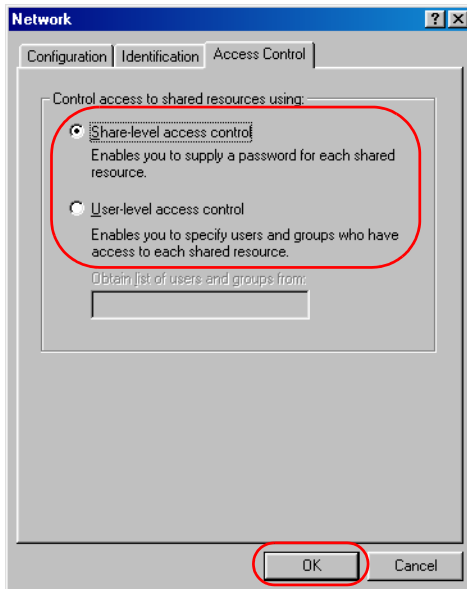 Network
Configuration Identification Access Control
Control access to shared resources using:
Share-level access control
Enables you to supply a password for each shared
resource.
User-level access control
Enables you to specify users and groups who have
access to each shared resource.
Obtain list of users and groups from:
OK Cancel